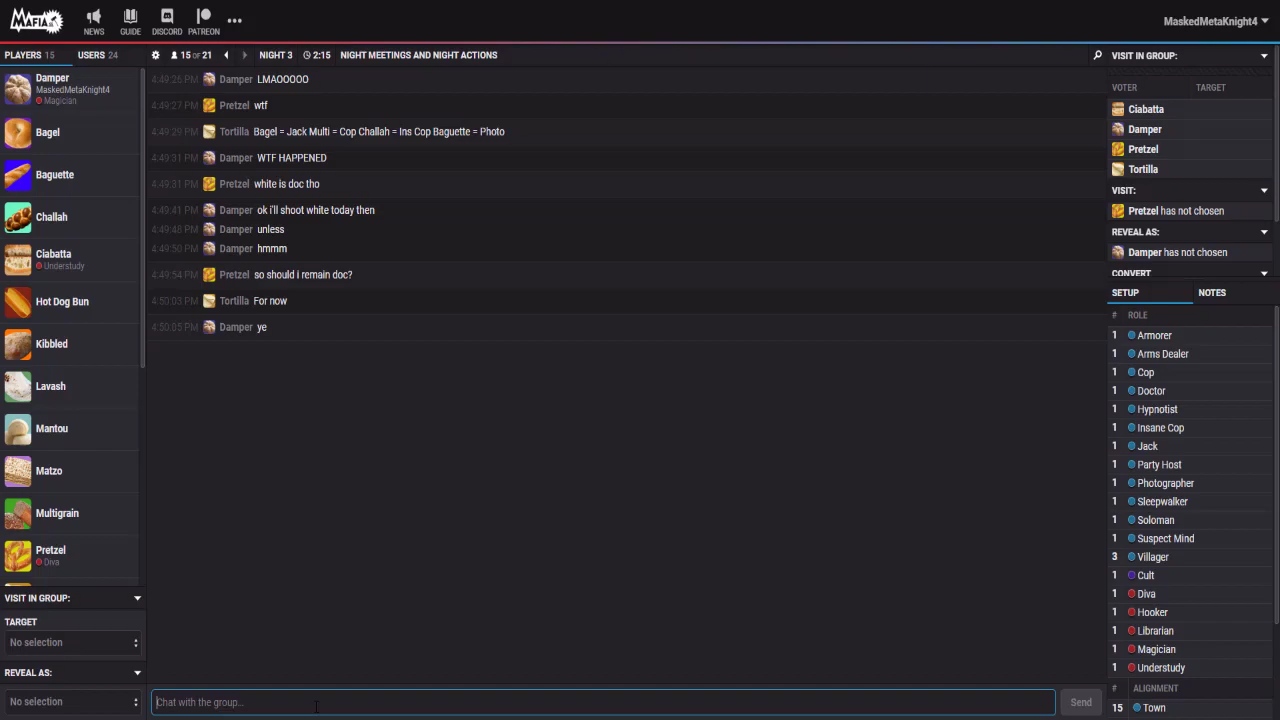 MAFIA
NEWS
GUIDE
DISCORD
PATREON
MaskedMetaKnight4
PLAYERS 15
USERS 24
15 of 21
NIGHT 3
2:15
NIGHT MEETINGS AND NIGHT ACTIONS
Damper
MaskedMetaKnight4
Magician
Bagel
Baguette
Challah
Ciabatta
Understudy
Hot Dog Bun
Kibbled
Lavash
Mantou
Matzo
Multigrain
Pretzel
Diva
VISIT IN GROUP:
TARGET
No selection
REVEAL AS:
No selection
4:49:26 PM Damper LMAOOOOO
4:49:27 PM Pretzel wtf
4:49:29 PM Tortilla Bagel = Jack Multi = Cop Challah = Ins Cop Baguette = Photo
4:49:31 PM Damper WTF HAPPENED
4:49:31 PM Pretzel white is doc tho
4:49:41 PM Damper ok i'll shoot white today then
4:49:48 PM Damper unless
4:49:50 PM Damper hmmm
4:49:54 PM Pretzel so should i remain doc?
4:50:03 PM Tortilla For now
4:50:05 PM Damper ye
Chat with the group...
Send
VISIT IN GROUP:
VOTER TARGET
Ciabatta
Damper
Pretzel
Tortilla
VISIT:
Pretzel has not chosen
REVEAL AS:
Damper has not chosen
CONVERT
SETUP NOTES
# ROLE
1 Armorer
1 Arms Dealer
1 Cop
1 Doctor
1 Hypnotist
1 Insane Cop
1 Jack
1 Party Host
1 Photographer
1 Sleepwalker
1 Soloman
1 Suspect Mind
3 Villager
1 Cult
1 Diva
1 Hooker
1 Librarian
1 Magician
1 Understudy
# ALIGNMENT
15 Town